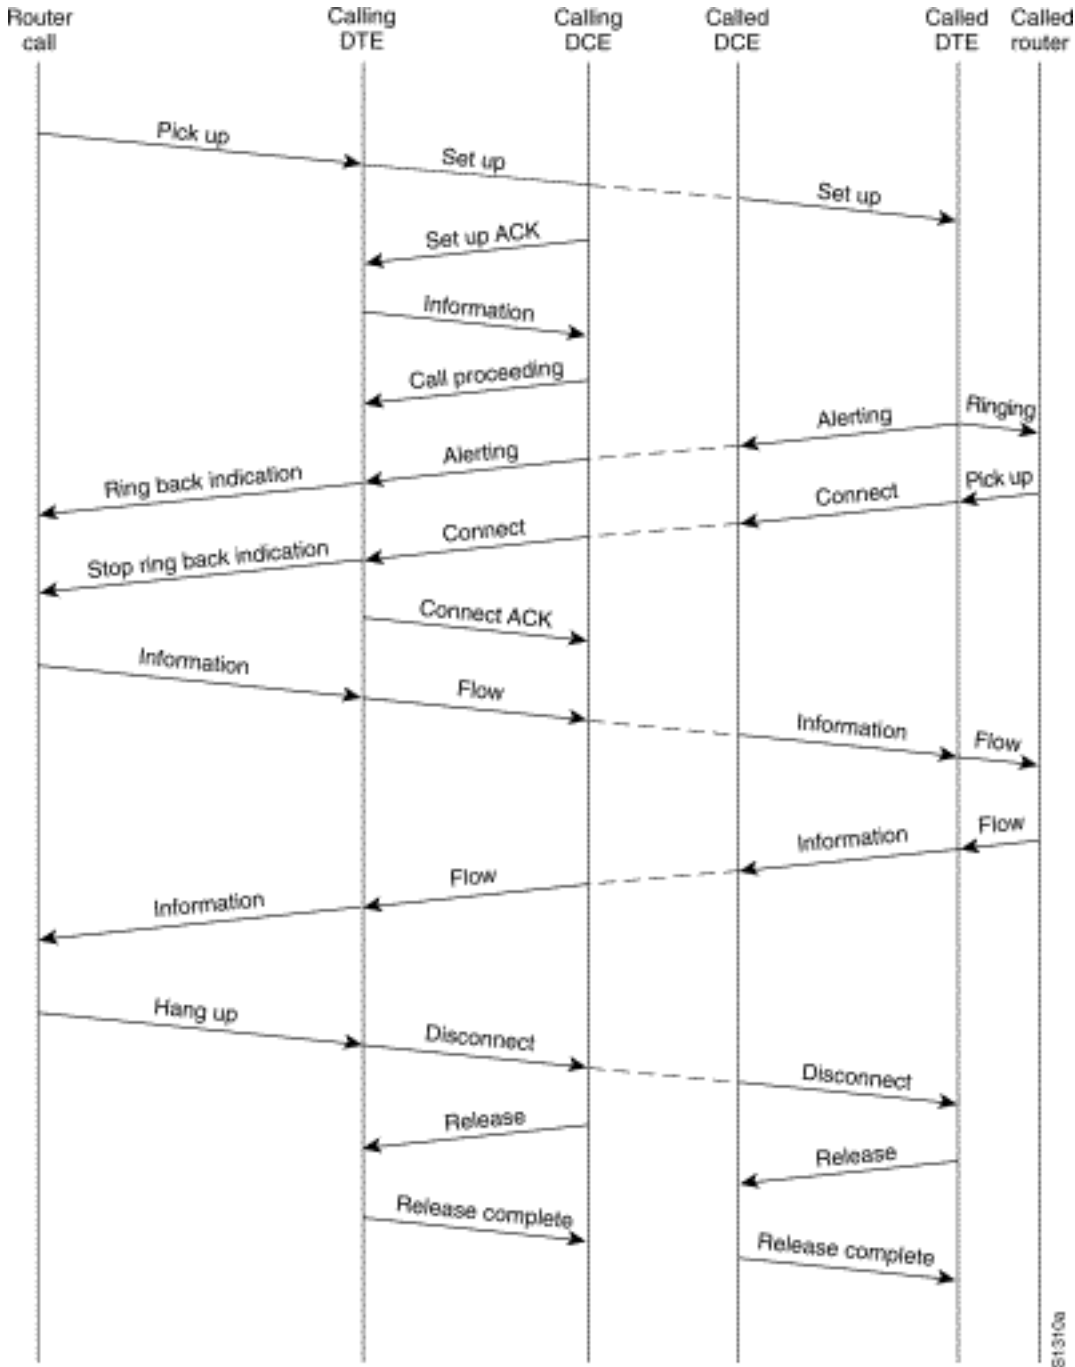 Router call
Calling DTE
Calling DCE
Called DCE
Called DTE
Called router
Pick up
Set up
Set up
Set up ACK
Information
Call proceeding
Ringing
Alerting
Alerting
Ring back indication
Pick up
Connect
Connect
Stop ring back indication
Connect ACK
Information
Flow
Information
Flow
Flow
Information
Flow
Information
Hang up
Disconnect
Disconnect
Release
Release
Release complete
Release complete
S1310a